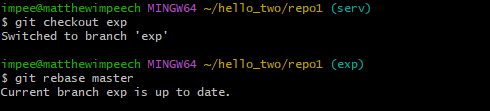 impee@matthewimpeech MINGW64 ~/hello_two/repo1 (serv)
$ git checkout exp
Switched to branch 'exp'
impee@matthewimpeech MINGW64 ~/hello_two/repo1 (exp)
$ git rebase master
Current branch exp is up to date.